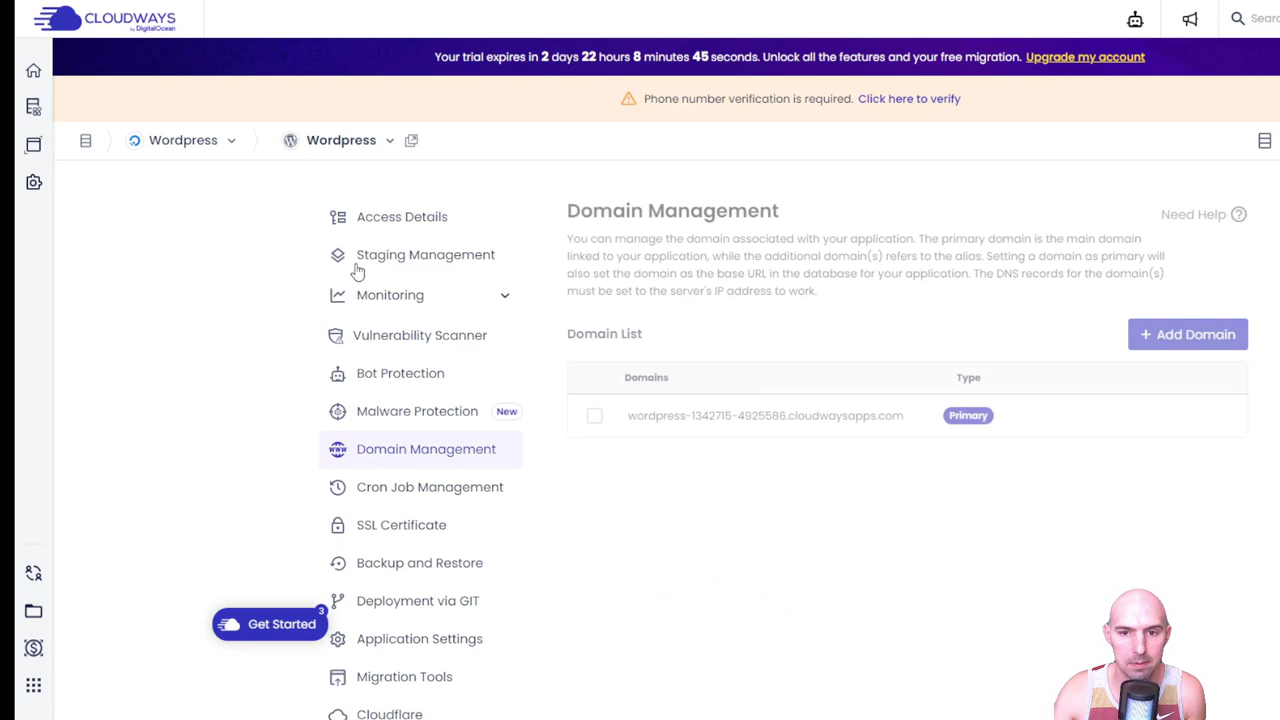 CLOUDWAYS
by DigitalOcean
Sear
Your trial expires in 2 days 22 hours 8 minutes 45 seconds. Unlock all the features and your free migration. Upgrade my account
Phone number verification is required. Click here to verify
Wordpress
Wordpress
Access Details
Staging Management
Monitoring
Vulnerability Scanner
Bot Protection
Malware Protection New
Domain Management
Cron Job Management
SSL Certificate
Backup and Restore
Deployment via GIT
Application Settings
Migration Tools
Cloudflare
Get Started
3
Domain Management
Need Help
You can manage the domain associated with your application. The primary domain is the main domain
linked to your application, while the additional domain(s) refers to the alias. Setting a domain as primary will
also set the domain as the base URL in the database for your application. The DNS records for the domain(s)
must be set to the server's IP address to work.
Domain List
+ Add Domain
Domains Type
wordpress-1342715-4925586.cloudwaysapps.com Primary